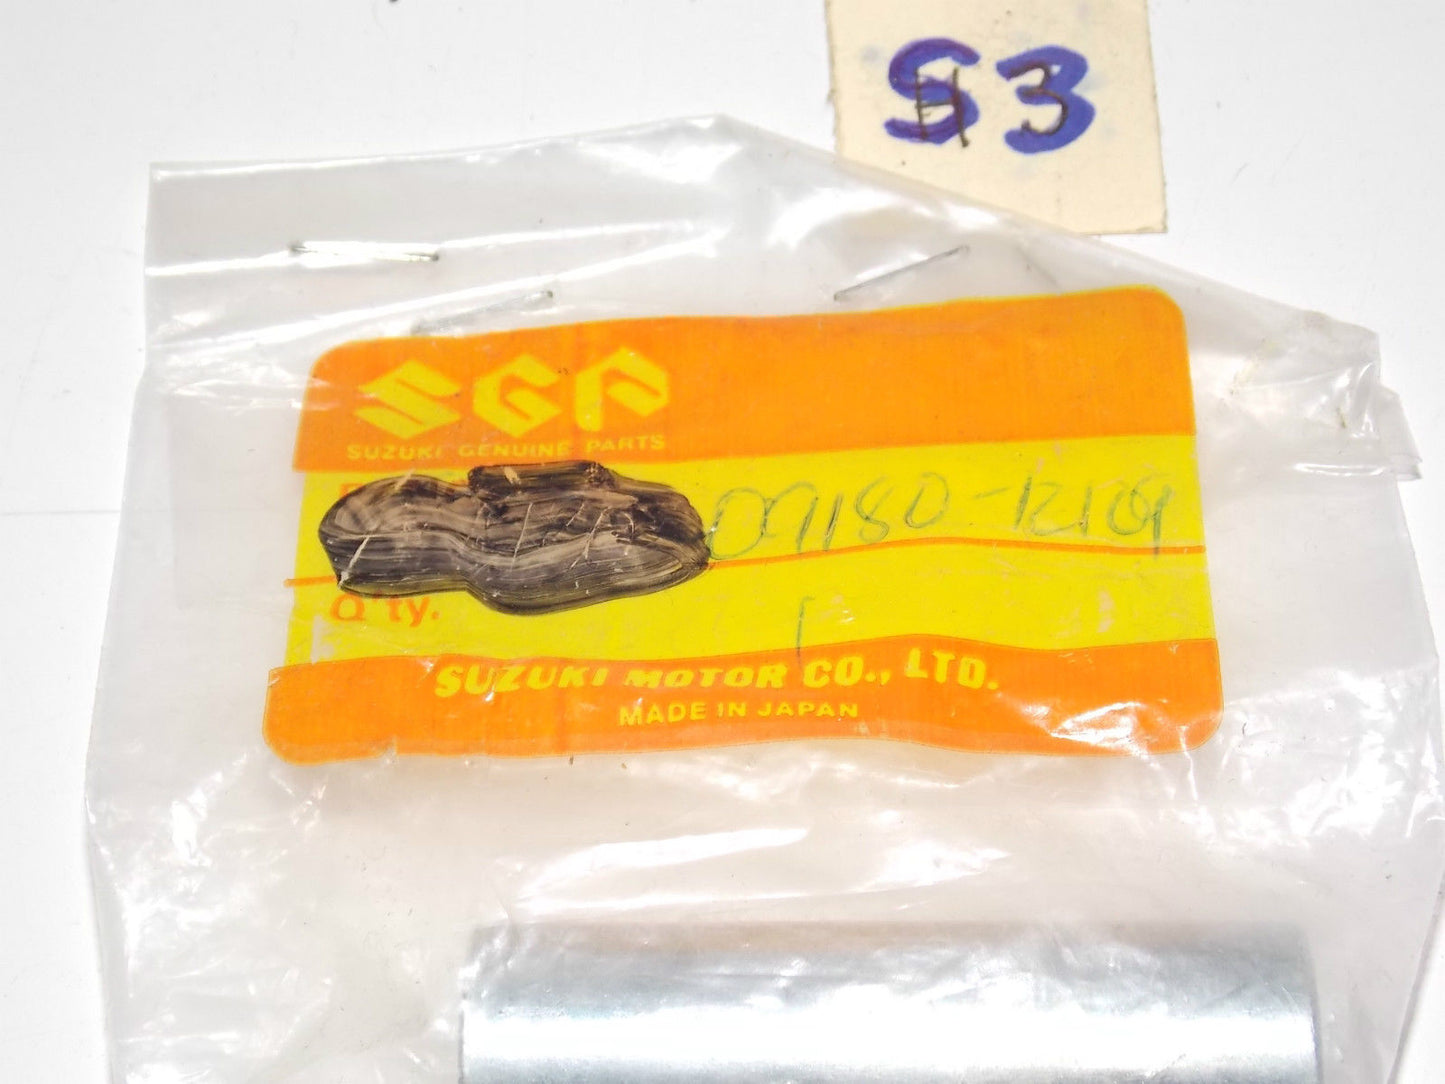 S3
SGP
SUZUKI GENUINE PARTS
09180-12109
Q'ty.
1
SUZUKI MOTOR CO., LTD.
MADE IN JAPAN